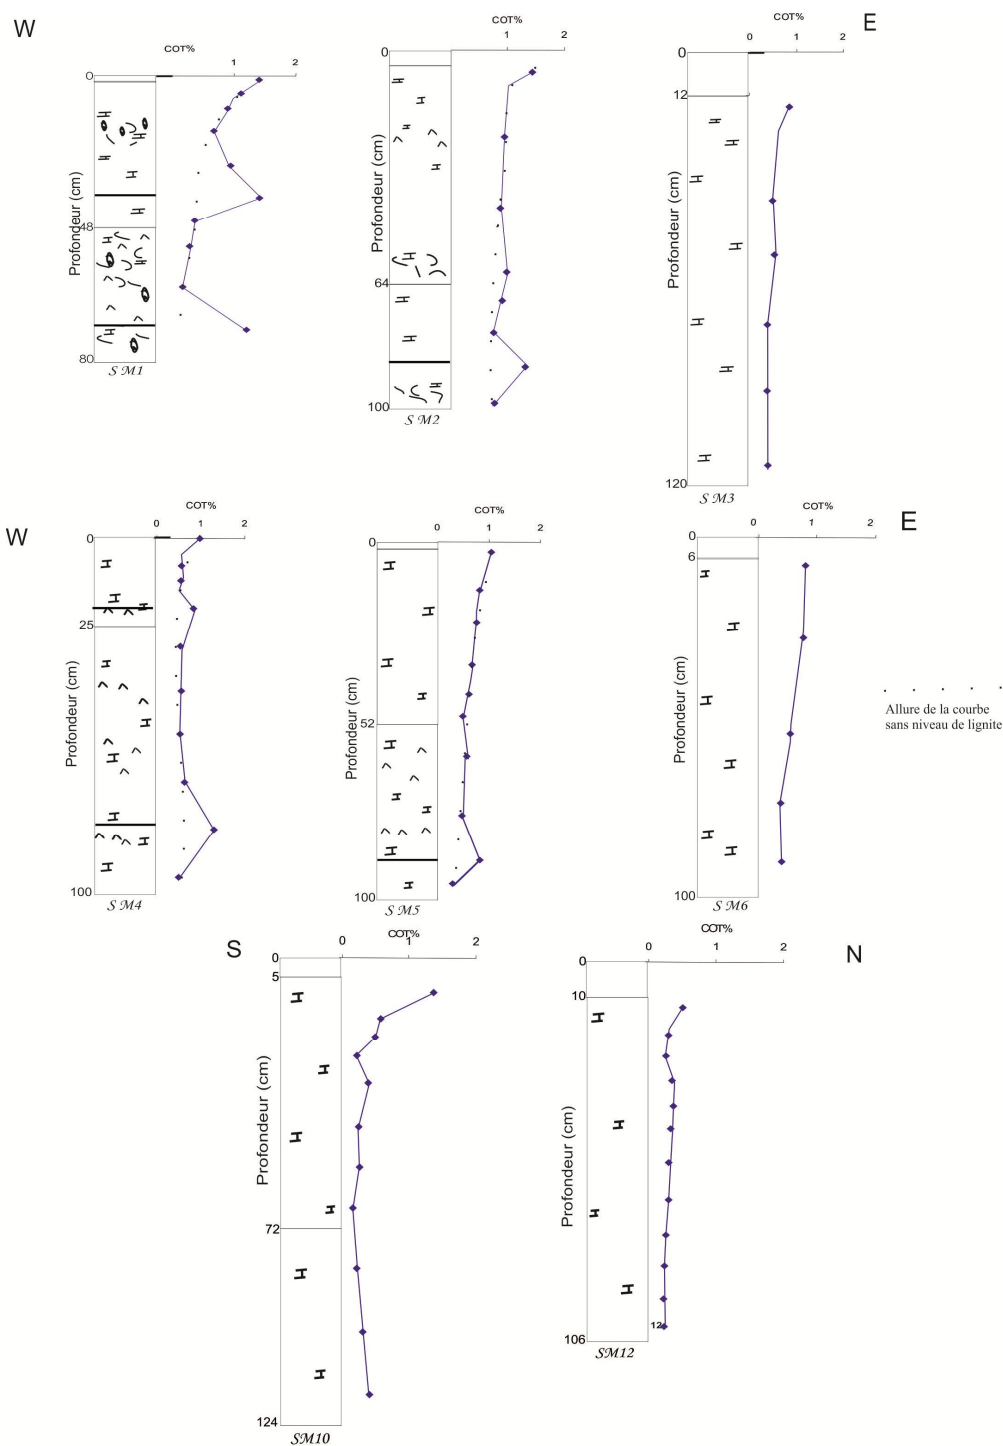 W
COT%
0
1
2
48
80
Profondeur (cm)
S M1
COT%
0
1
2
64
100
Profondeur (cm)
S M2
E
COT%
0
1
2
0
12
120
Profondeur (cm)
S M3
W
COT%
0
1
2
0
25
100
Profondeur (cm)
S M4
COT%
0
1
2
0
52
100
Profondeur (cm)
S M5
E
COT%
0
1
2
0
6
100
Profondeur (cm)
S M6
Allure de la courbe
sans niveau de lignite
S
COT%
0
1
2
0
5
72
124
Profondeur (cm)
SM10
N
COT%
0
1
2
0
10
12
106
Profondeur (cm)
SM12